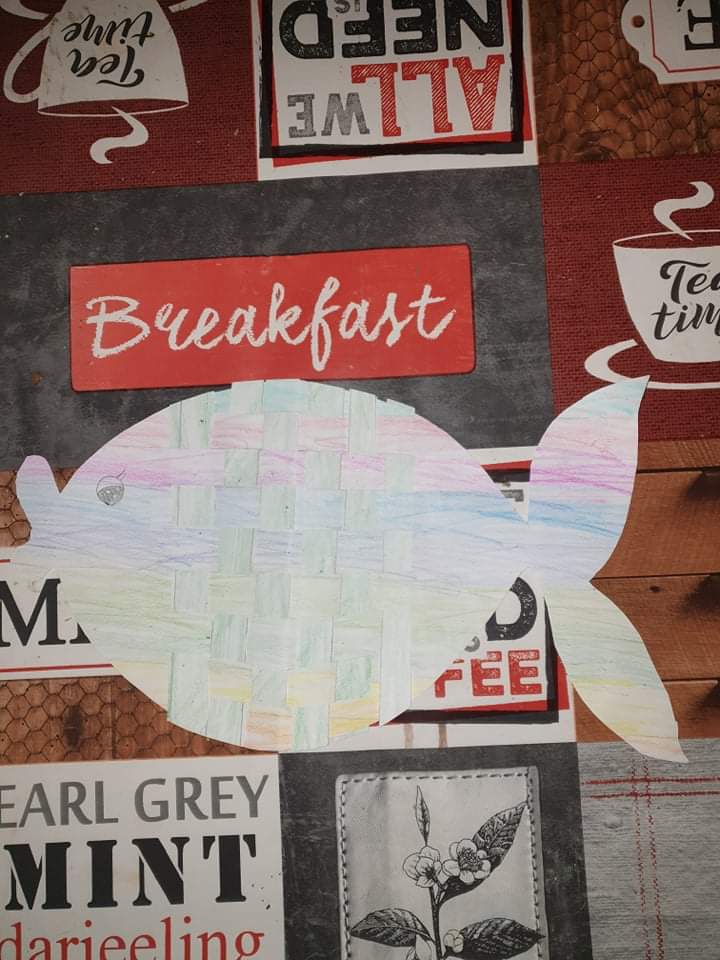 Tea
time
ALL
WE
NEED
IS
Breakfast
Tea
tim
M
FEE
EARL GREY
MINT
darjeeling